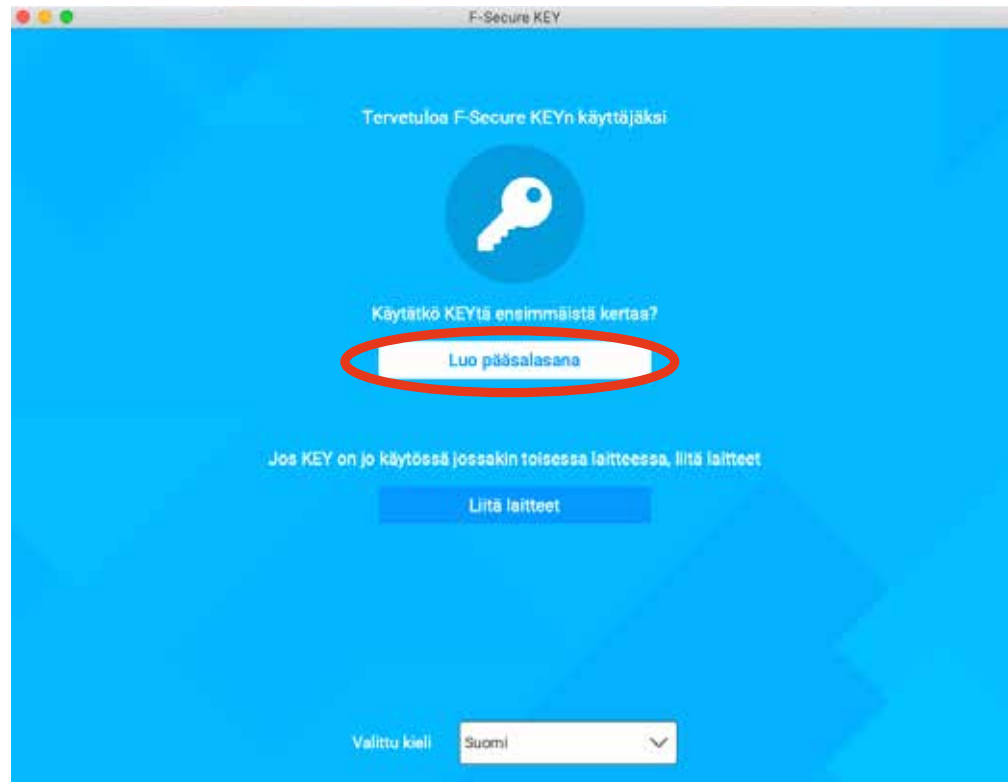 F-Secure KEY
Tervetuloa F-Secure KEYn käyttäjäksi
Käytätkö KEYtä ensimmäistä kertaa?
Luo pääsalasana
Jos KEY on jo käytössä jossakin toisessa laitteessa, liitä laitteet
Liitä laitteet
Valittu kieli Suomi